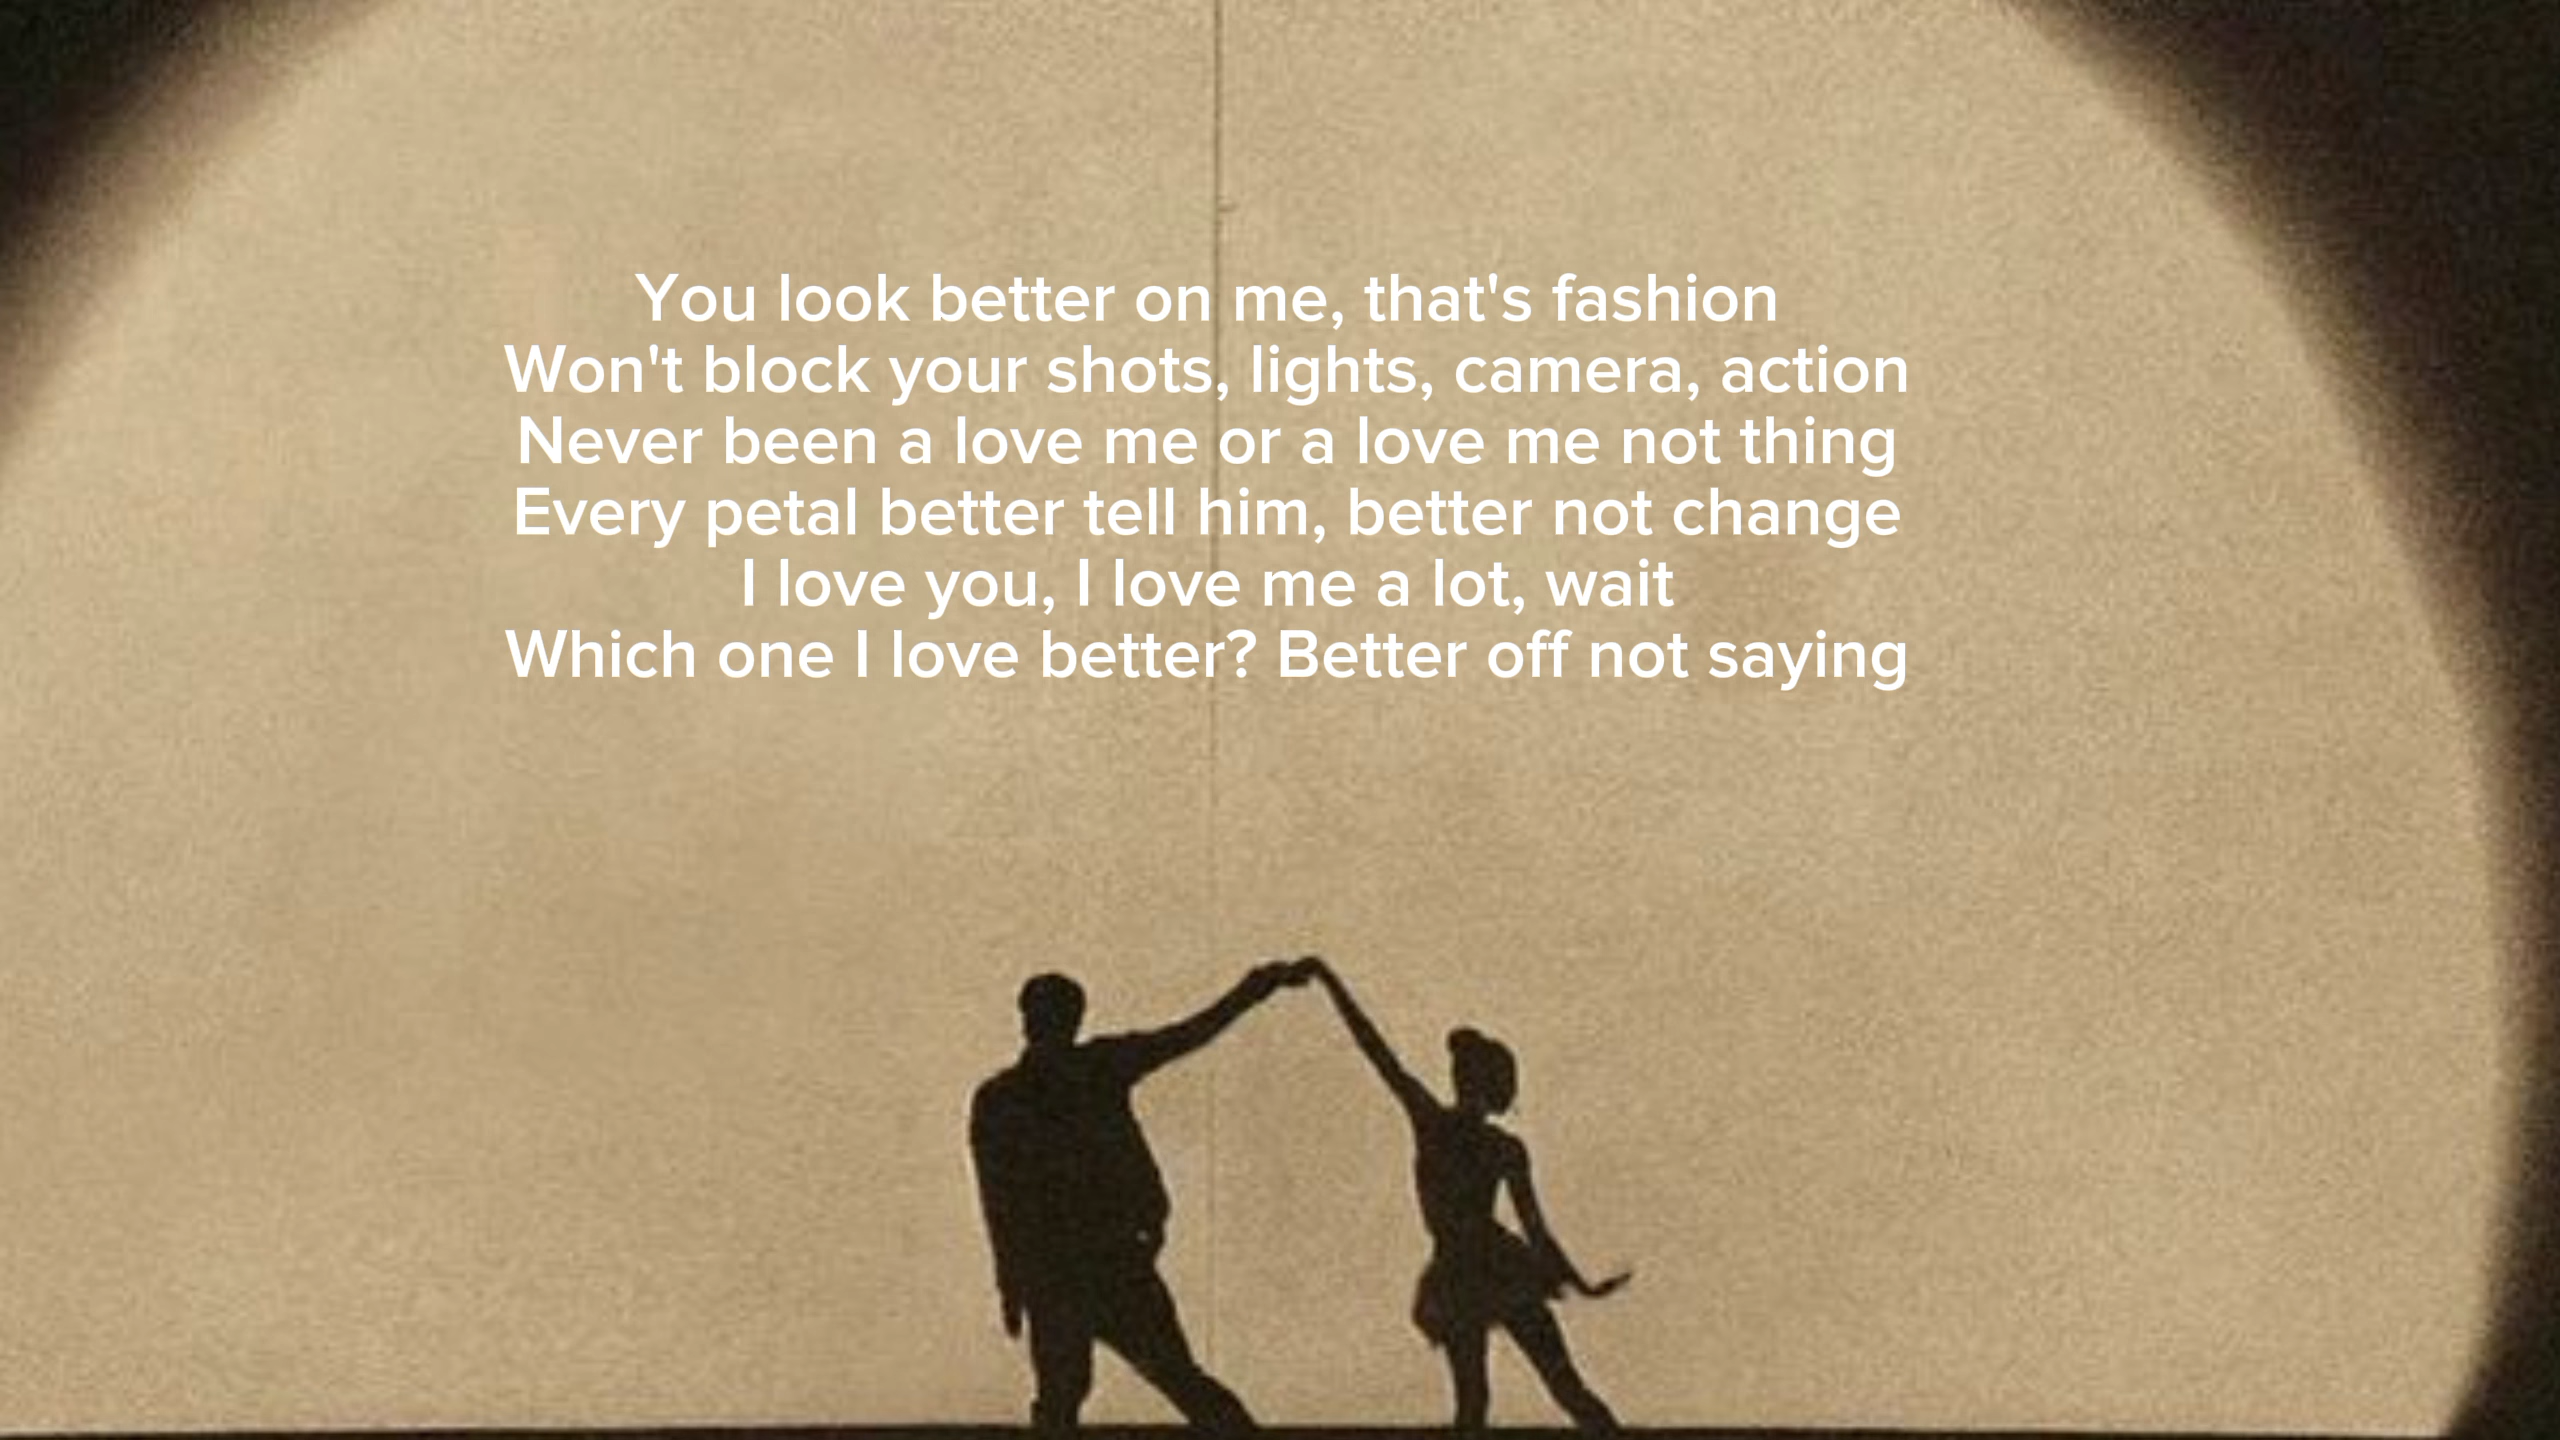 You look better on me, that's fashion
Won't block your shots, lights, camera, action
Never been a love me or a love me not thing
Every petal better tell him, better not change
I love you, I love me a lot, wait
Which one I love better? Better off not saying